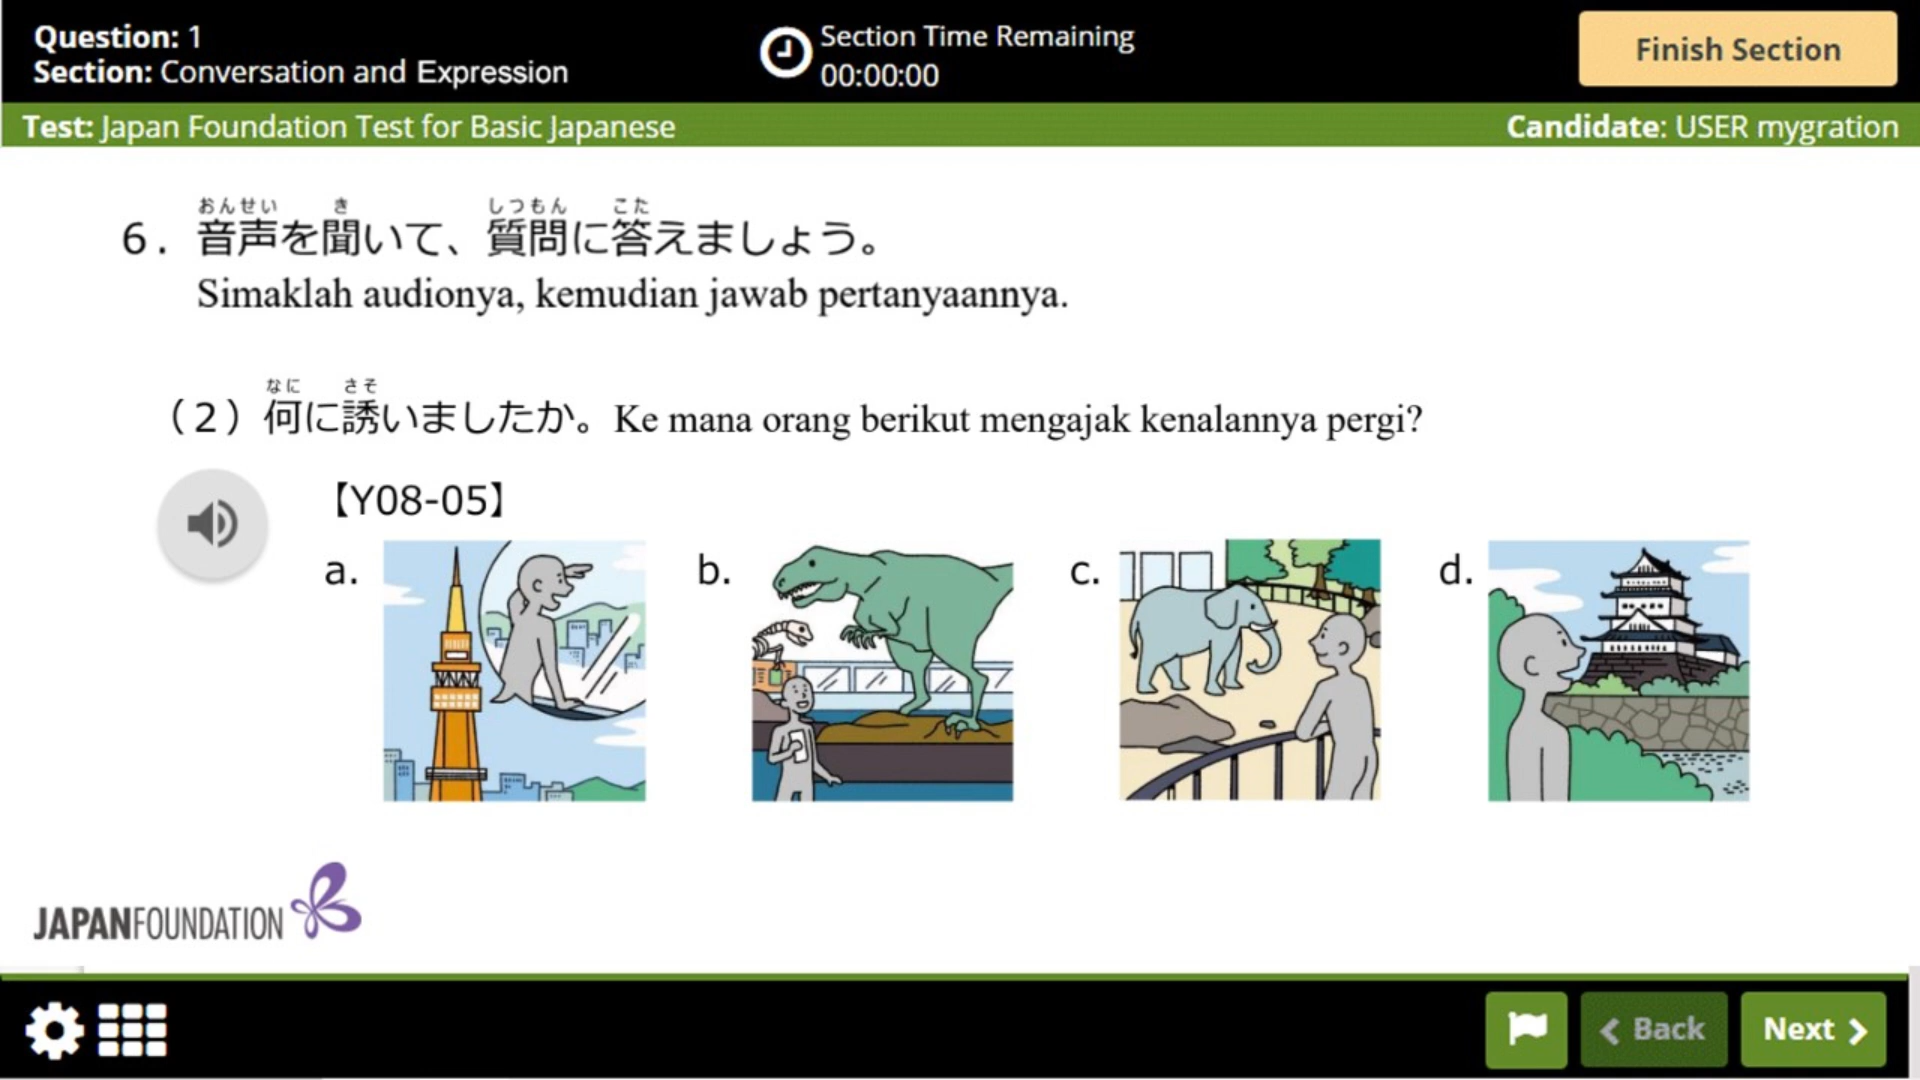 Question: 1
Section: Conversation and Expression
Section Time Remaining
00:00:00
Finish Section
Test: Japan Foundation Test for Basic Japanese
Candidate: USER mygration
おんせい き しつもん こた
6．音声を聞いて、質問に答えましょう。
Simaklah audionya, kemudian jawab pertanyaannya.
なに さそ
（2）何に誘いましたか。Ke mana orang berikut mengajak kenalannya pergi?
【Y08-05】
a. b. c. d.
JAPANFOUNDATION
Back
Next